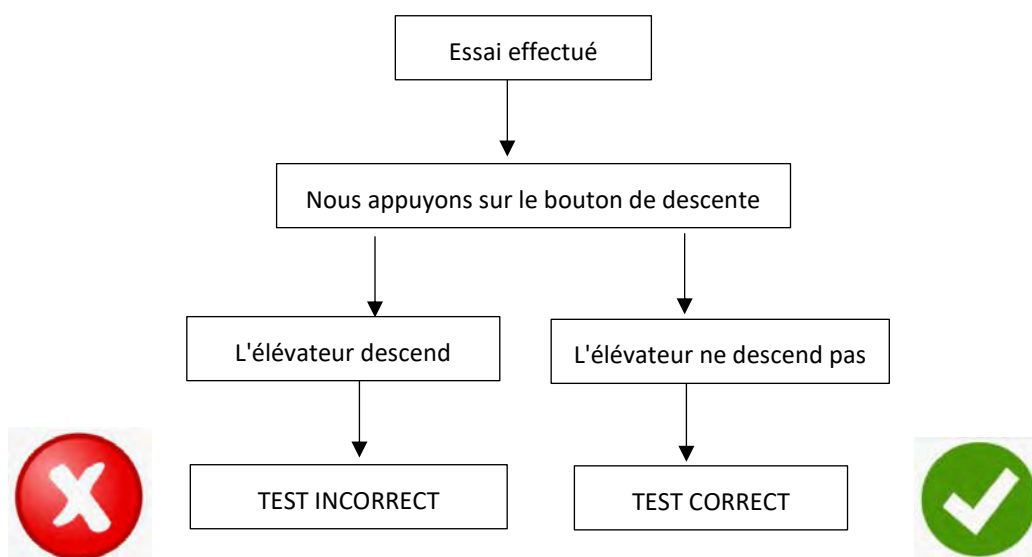 Essai effectué
Nous appuyons sur le bouton de descente
L'élévateur descend
L'élévateur ne descend pas
TEST INCORRECT
TEST CORRECT